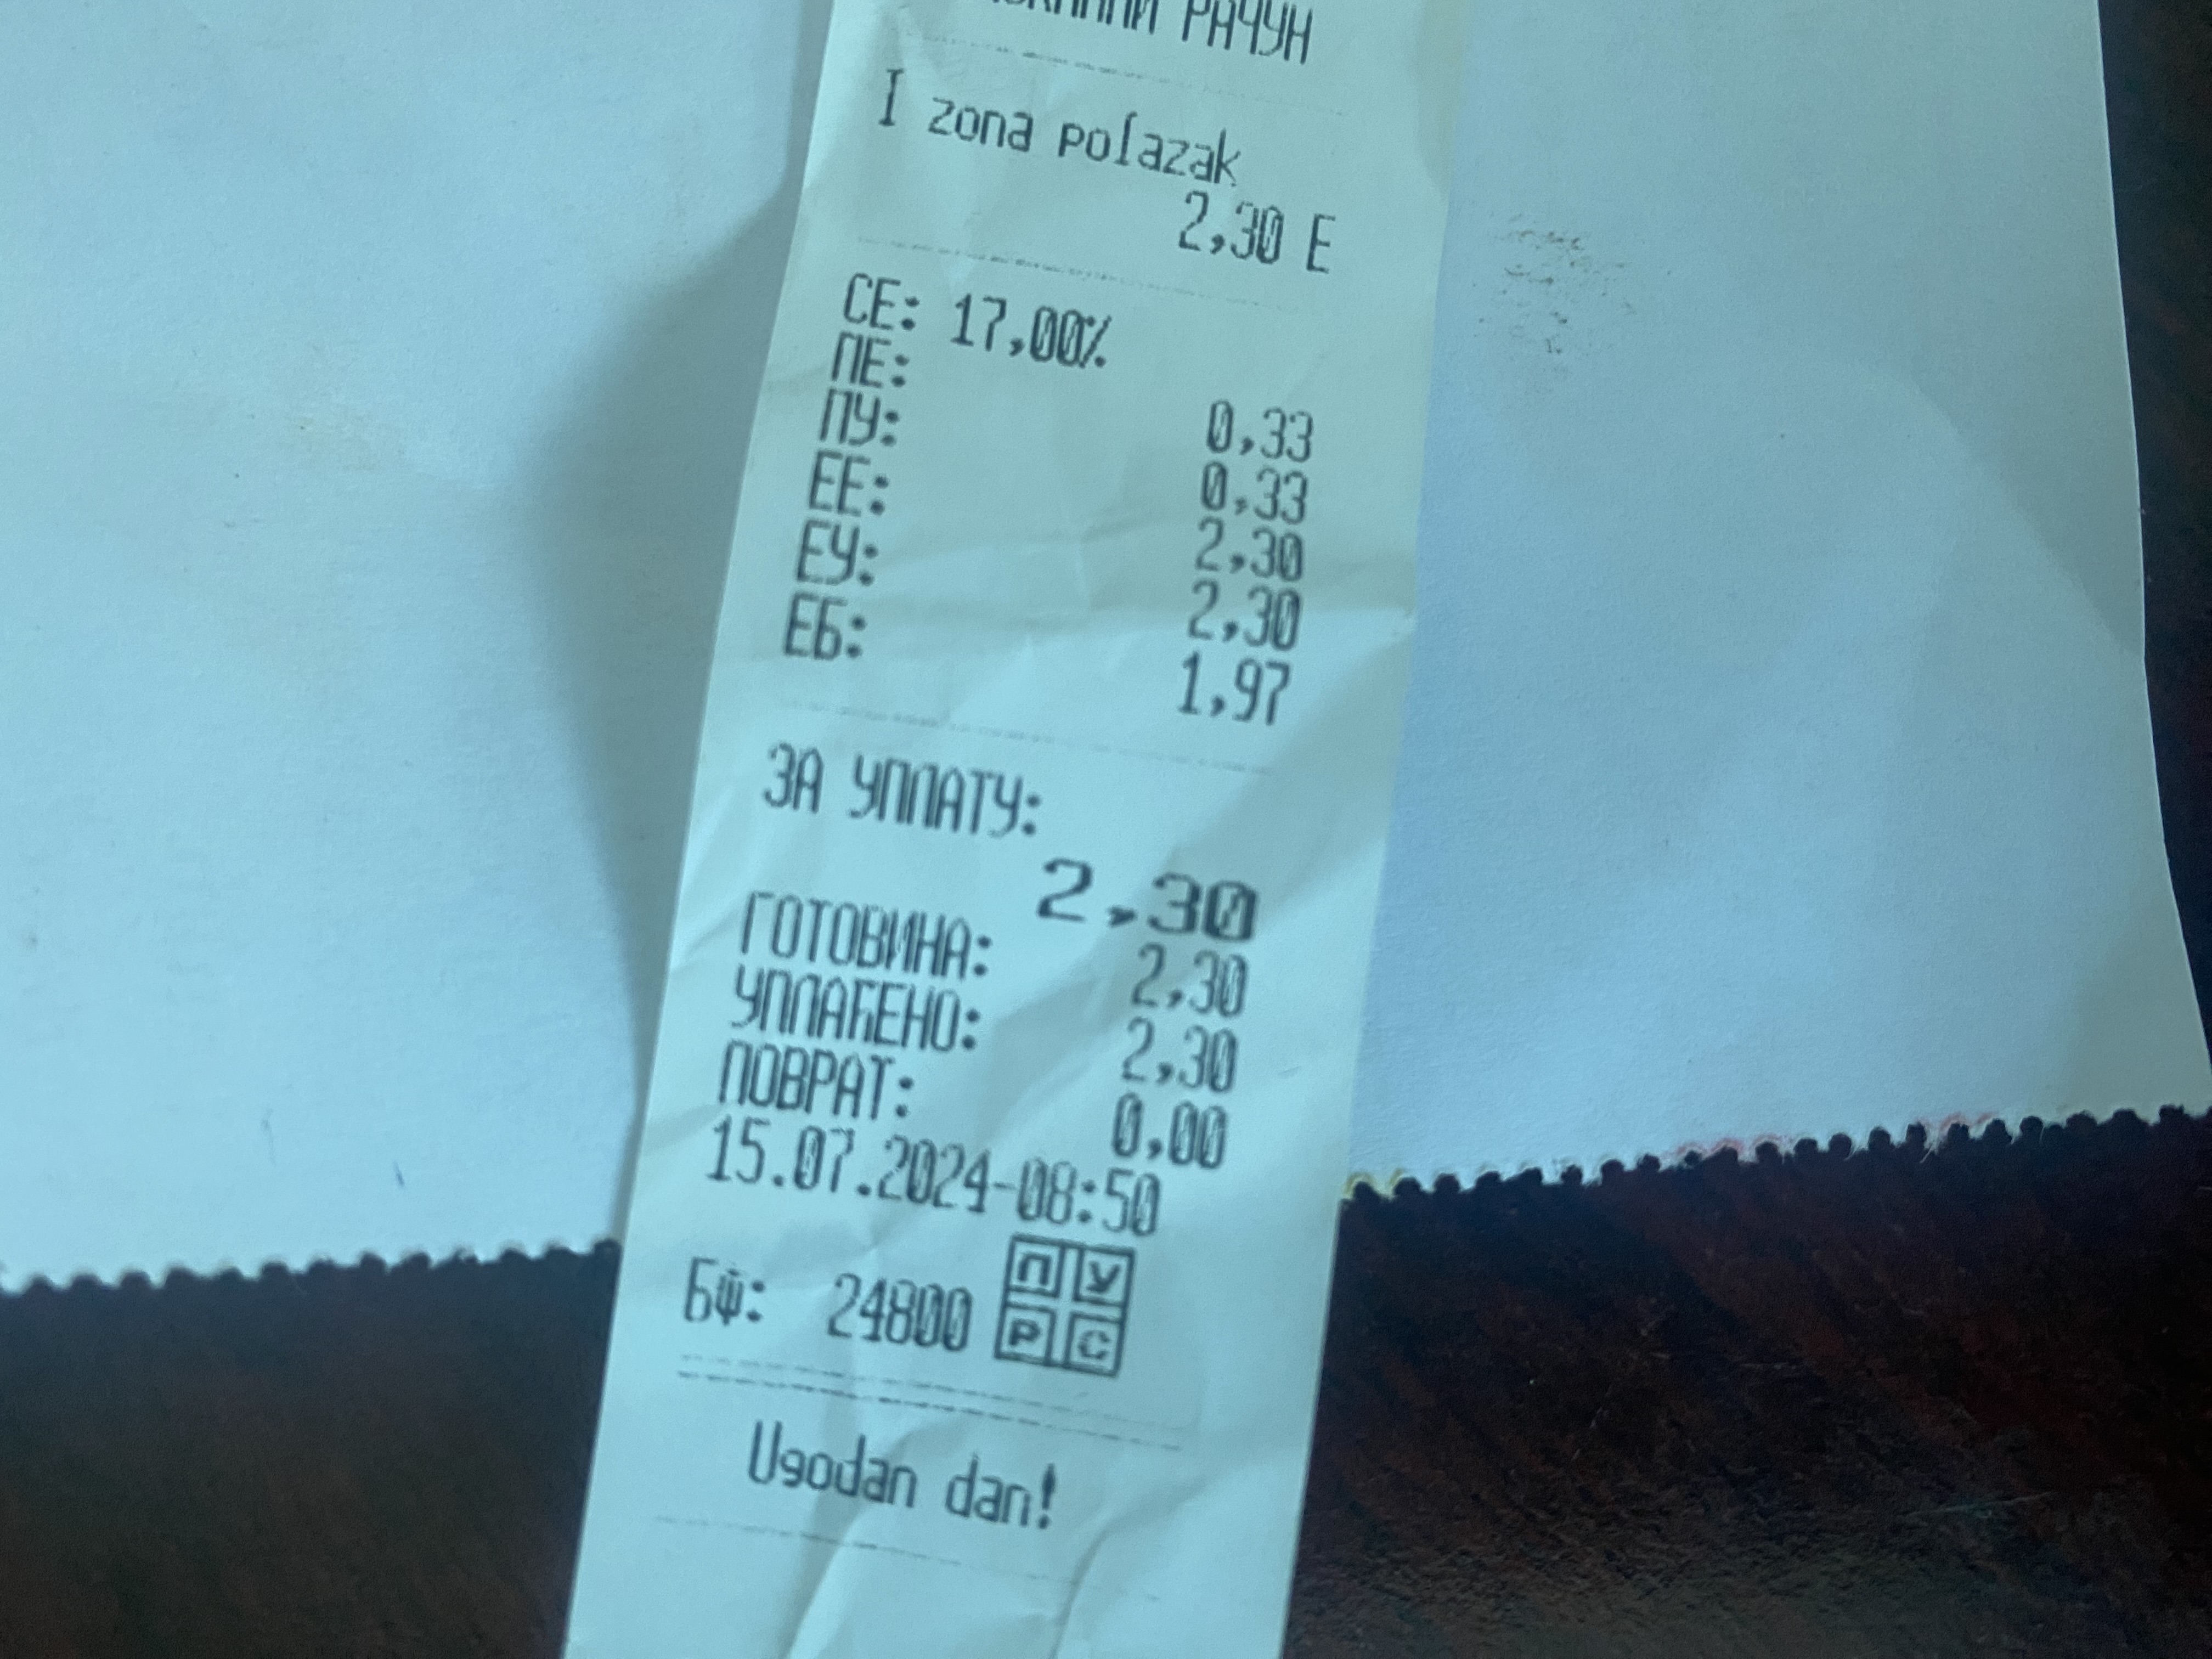 РАЧУН
I zona polazak
2,30 E
СЕ: 17,00%
ПЕ: 0,33
ПУ: 0,33
ЕЕ: 2,30
ЕУ: 2,30
ЕБ: 1,97
ЗА УПЛАТУ:
2,30
ГОТОВИНА: 2,30
УПЛАЋЕНО: 2,30
ПОВРАТ: 0,00
15.07.2024-08:50
БФ: 24800 П У Р С
Ugodan dan!